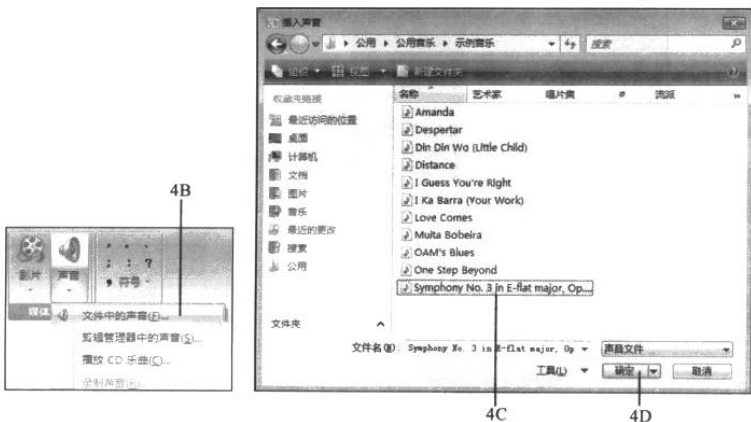 4B
影片
声音
符号
媒体
文件中的声音(F)...
剪辑管理器中的声音(S)...
播放 CD 乐曲(C)...
录制声音(R)...
插入声音
公用 ▸ 公用音乐 ▸ 示例音乐
搜索
组织 视图 新建文件夹
收藏夹链接
最近访问的位置
桌面
计算机
文档
图片
音乐
最近的更改
搜索
公用
文件夹
名称 艺术家 唱片集 # 流派 »
Amanda
Despertar
Din Din Wo (Little Child)
Distance
I Guess You're Right
I Ka Barra (Your Work)
Love Comes
Muita Bobeira
OAM's Blues
One Step Beyond
Symphony No. 3 in E-flat major, Op....
文件名(N): Symphony No. 3 in E-flat major, Op 声音文件
工具(L) 确定 取消
4C
4D